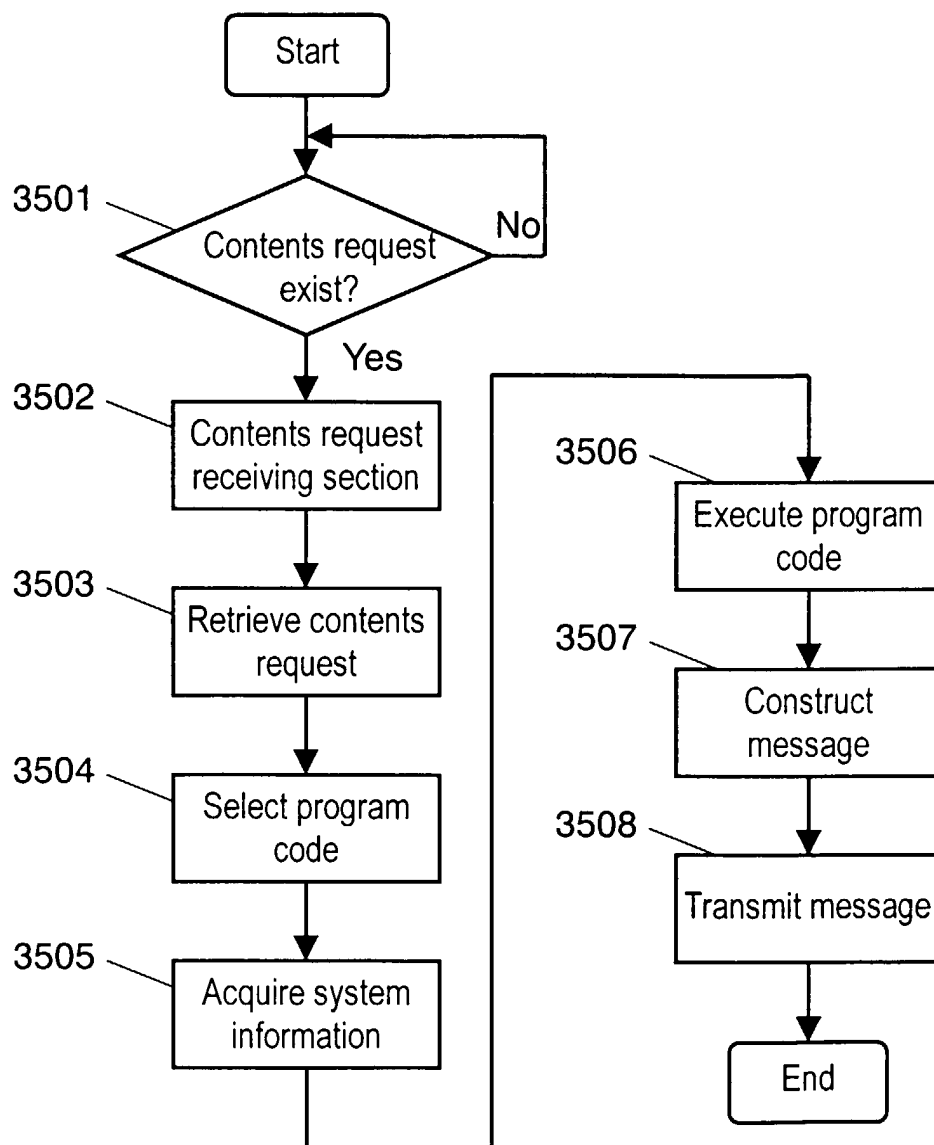 Start
3501
Contents request
exist?
No
Yes
3502
Contents request
receiving section
3503
Retrieve contents
request
3504
Select program
code
3505
Acquire system
information
3506
Execute program
code
3507
Construct
message
3508
Transmit message
End